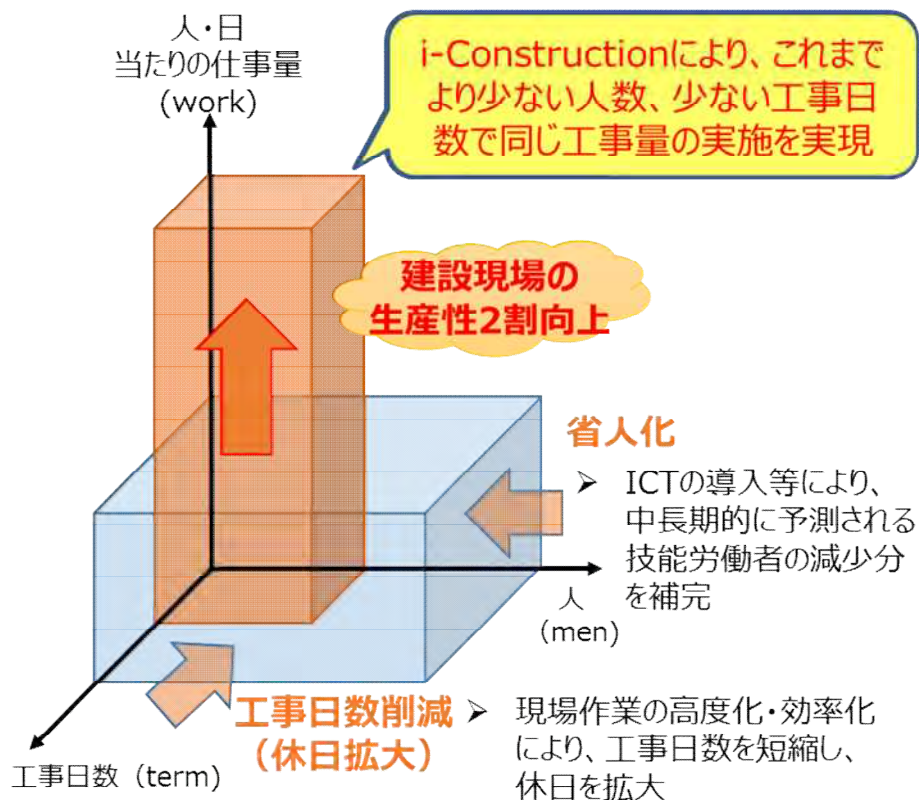 人・日
当たりの仕事量
(work)
i-Constructionにより、これまで
より少ない人数、少ない工事日
数で同じ工事量の実施を実現
建設現場の
生産性2割向上
省人化
➢ ICTの導入等により、
中長期的に予測される
技能労働者の減少分
を補完
人
(men)
工事日数削減
（休日拡大）
➢ 現場作業の高度化・効率化
により、工事日数を短縮し、
休日を拡大
工事日数（term）